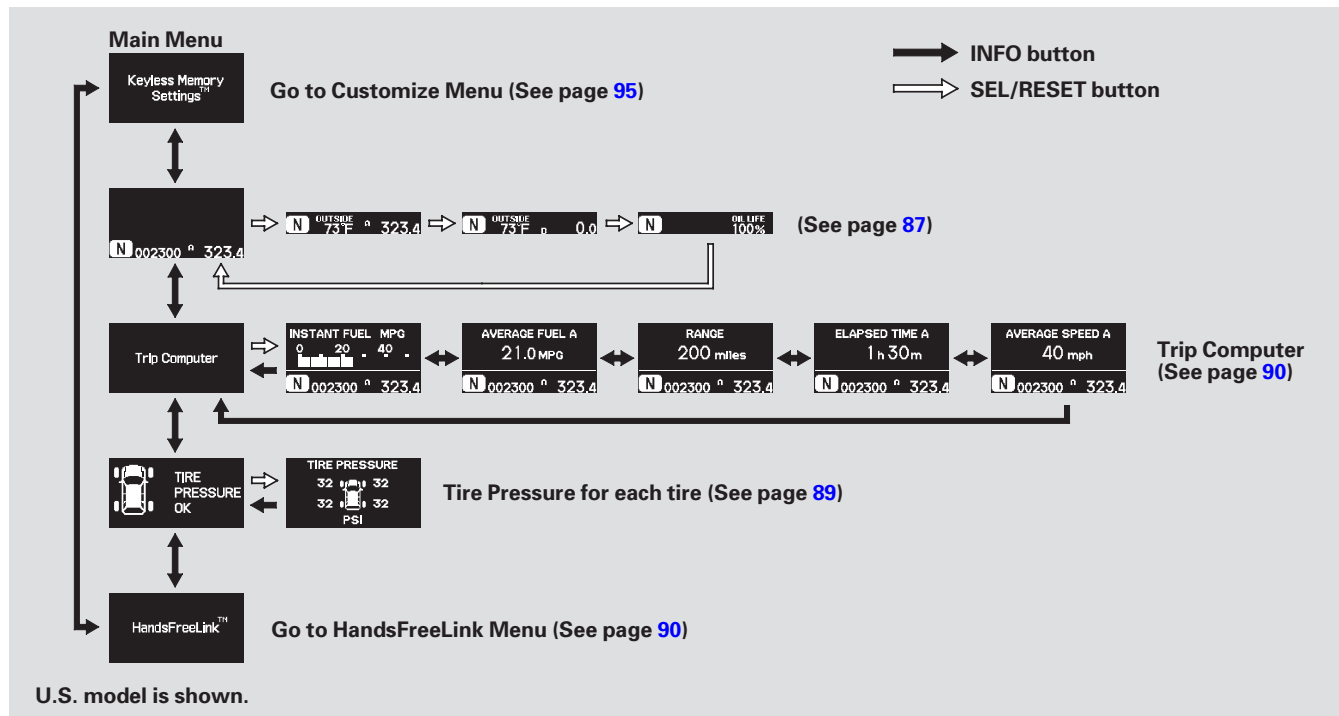 Main Menu
INFO button
SEL/RESET button
Keyless Memory
Settings™
Go to Customize Menu (See page 95)
N 002300 A 323.4
N OUTSIDE 73°F A 323.4
N OUTSIDE 73°F B 0.0
N OIL LIFE 100%
(See page 87)
Trip Computer
INSTANT FUEL MPG
0 20 40
N 002300 A 323.4
AVERAGE FUEL A
21.0 MPG
N 002300 A 323.4
RANGE
200 miles
N 002300 A 323.4
ELAPSED TIME A
1h 30m
N 002300 A 323.4
AVERAGE SPEED A
40 mph
N 002300 A 323.4
Trip Computer
(See page 90)
TIRE
PRESSURE
OK
TIRE PRESSURE
32 32
32 32
PSI
Tire Pressure for each tire (See page 89)
HandsFreeLink™
Go to HandsFreeLink Menu (See page 90)
U.S. model is shown.